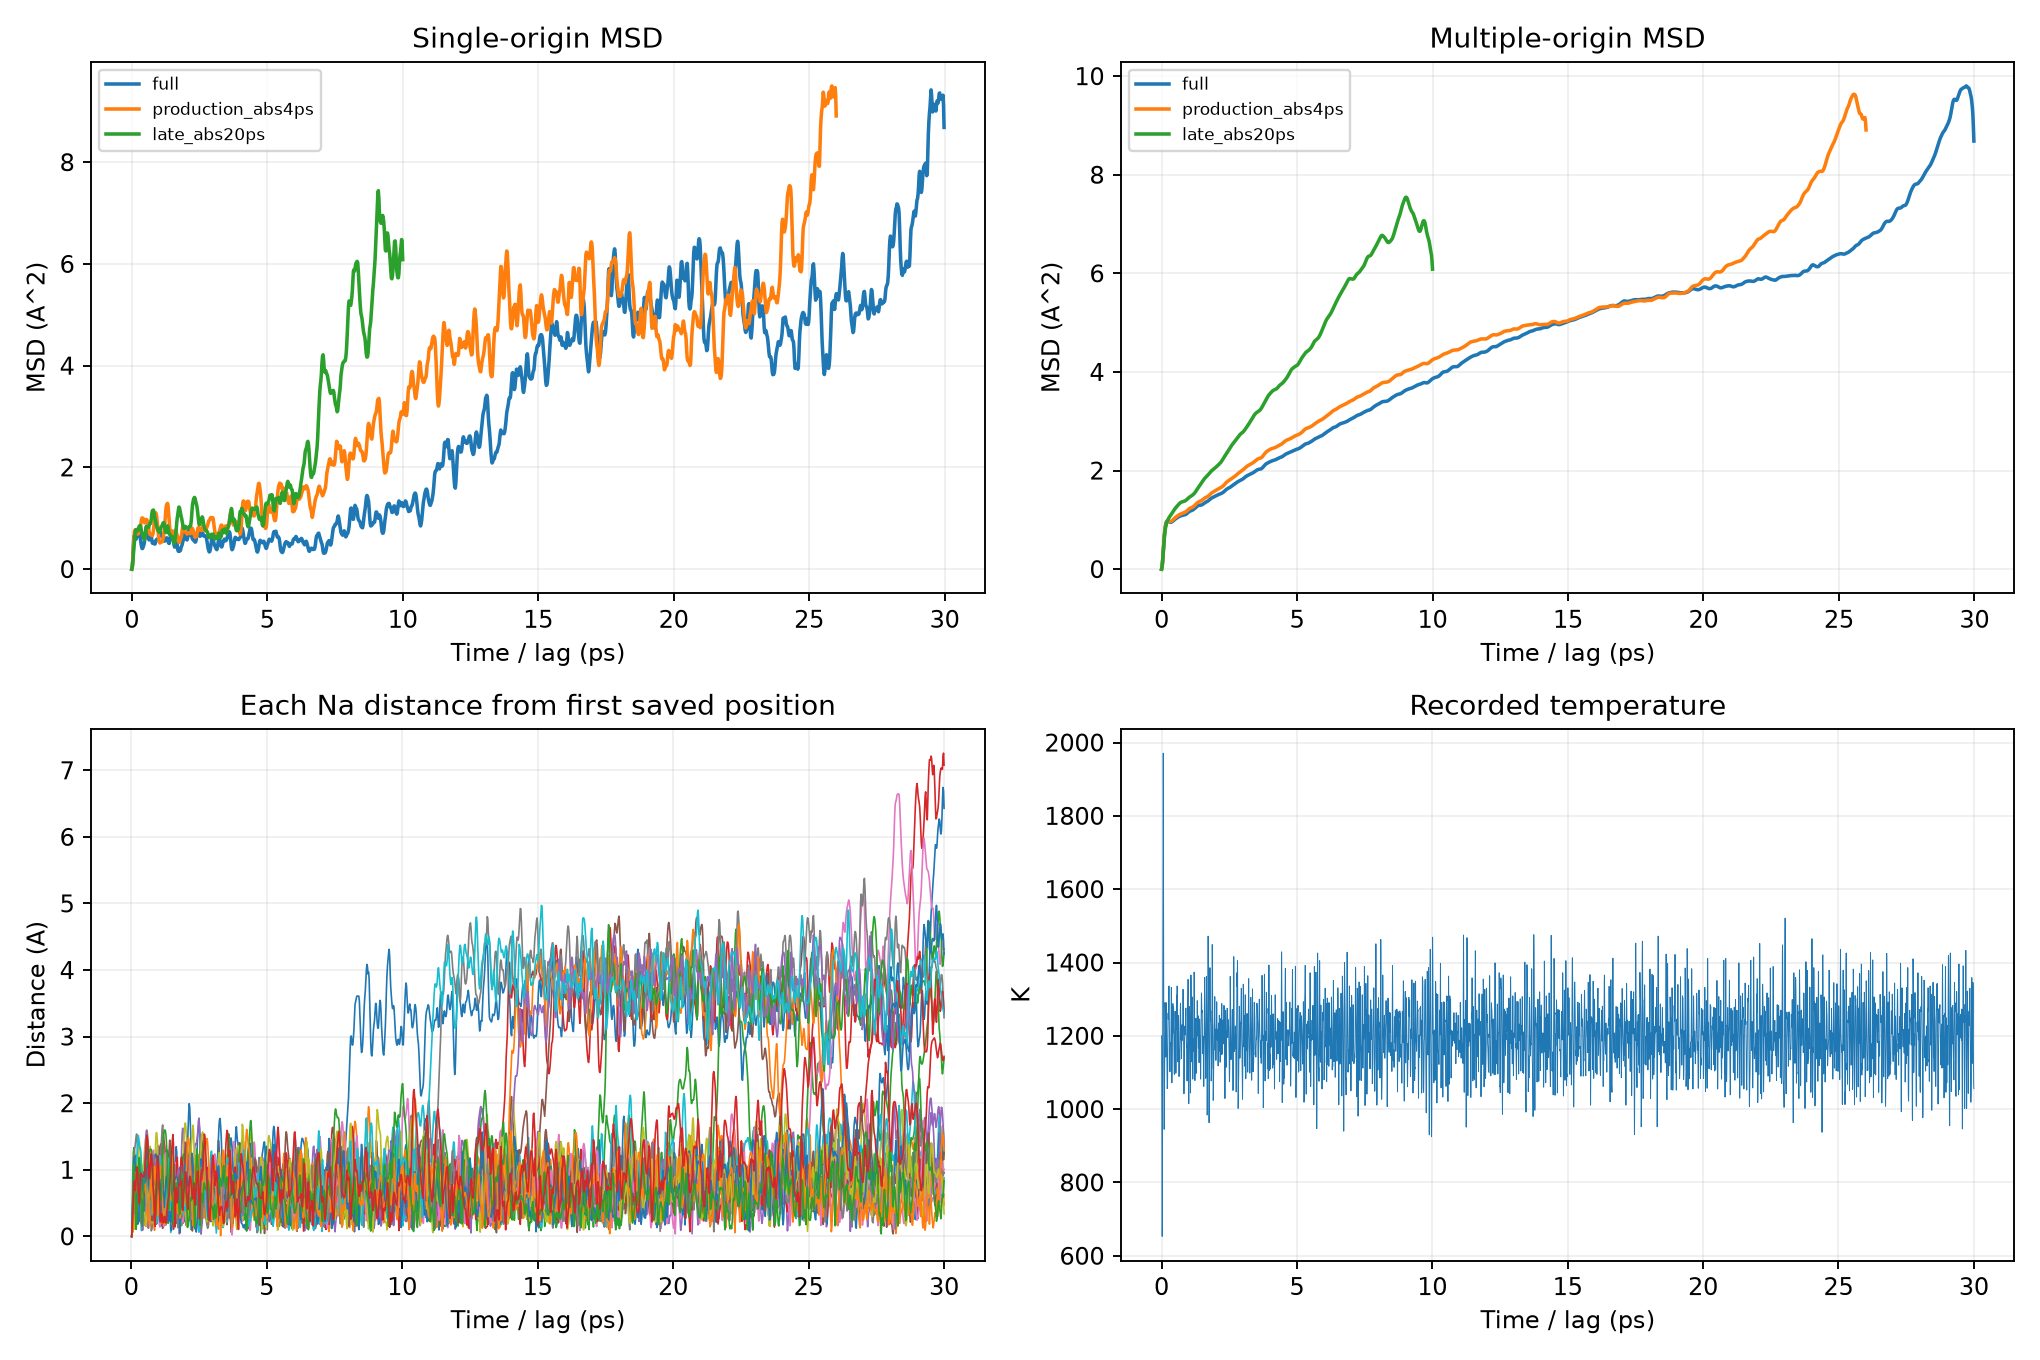 Single-origin MSD
MSD (A^2)
8
6
4
2
0
full
production_abs4ps
late_abs20ps
0 5 10 15 20 25 30
Time / lag (ps)
Multiple-origin MSD
MSD (A^2)
10
8
6
4
2
0
full
production_abs4ps
late_abs20ps
0 5 10 15 20 25 30
Time / lag (ps)
Each Na distance from first saved position
Distance (A)
7
6
5
4
3
2
1
0
0 5 10 15 20 25 30
Time / lag (ps)
Recorded temperature
K
2000
1800
1600
1400
1200
1000
800
600
0 5 10 15 20 25 30
Time / lag (ps)